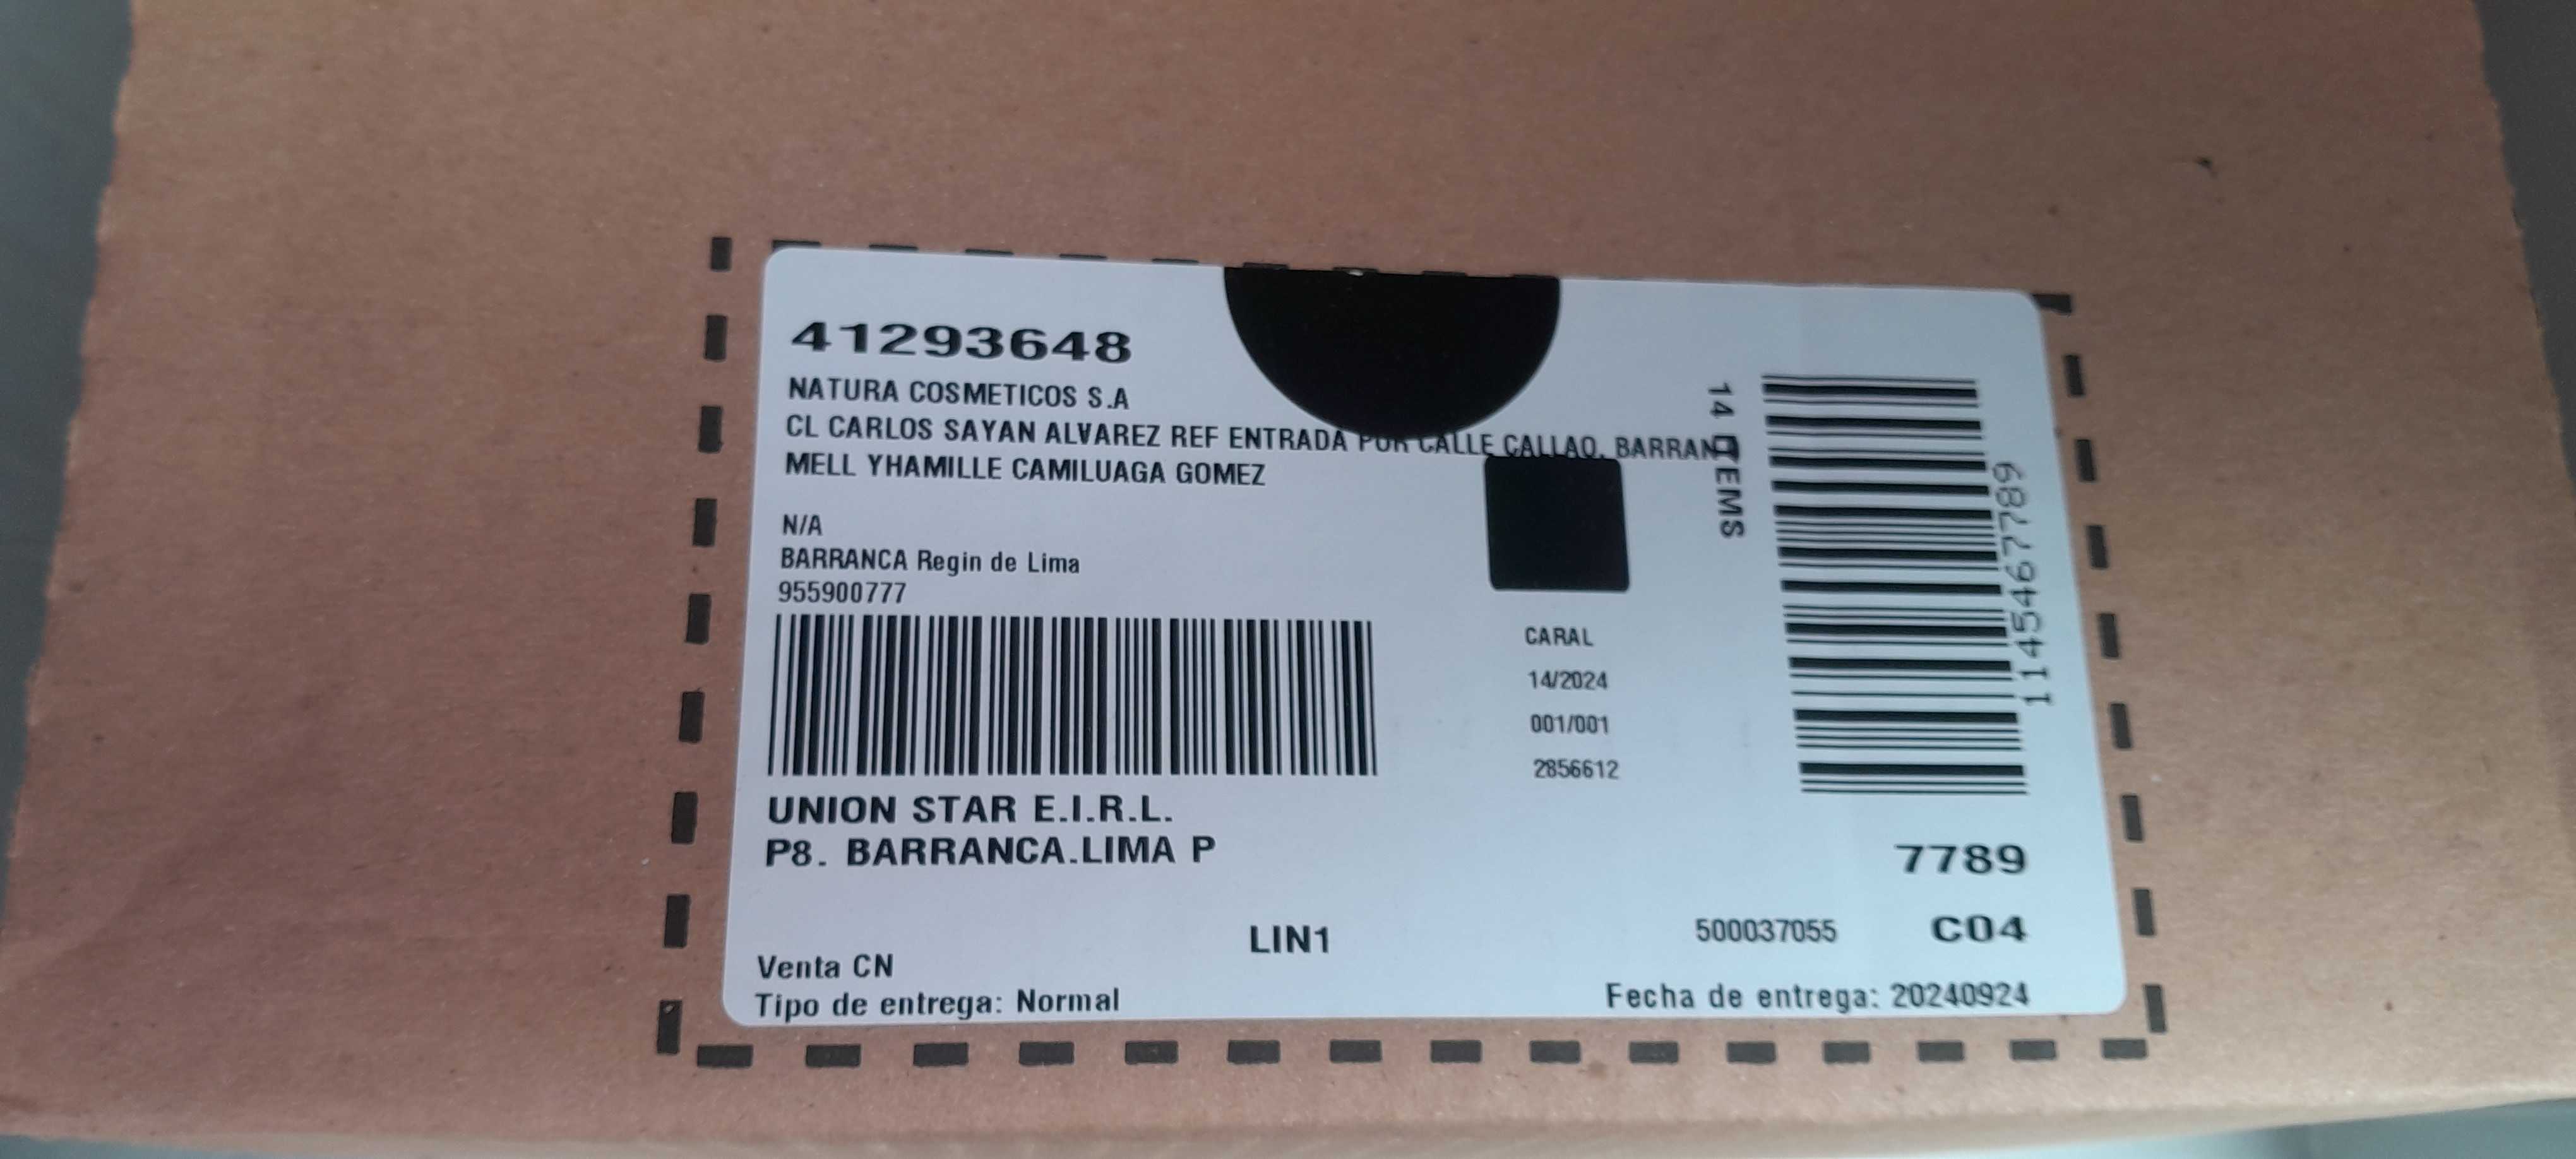 41293648
NATURA COSMETICOS S.A
CL CARLOS SAYAN ALVAREZ REF ENTRADA POR CALLE CALLAO, BARRAN
MELL YHAMILLE CAMILUAGA GOMEZ
N/A
BARRANCA Regin de Lima
955900777
UNION STAR E.I.R.L.
P8. BARRANCA.LIMA P
Venta CN
Tipo de entrega: Normal
LIN1
CARAL
14/2024
001/001
2856612
14 ITEMS
1145467789
7789
500037055 C04
Fecha de entrega: 20240924